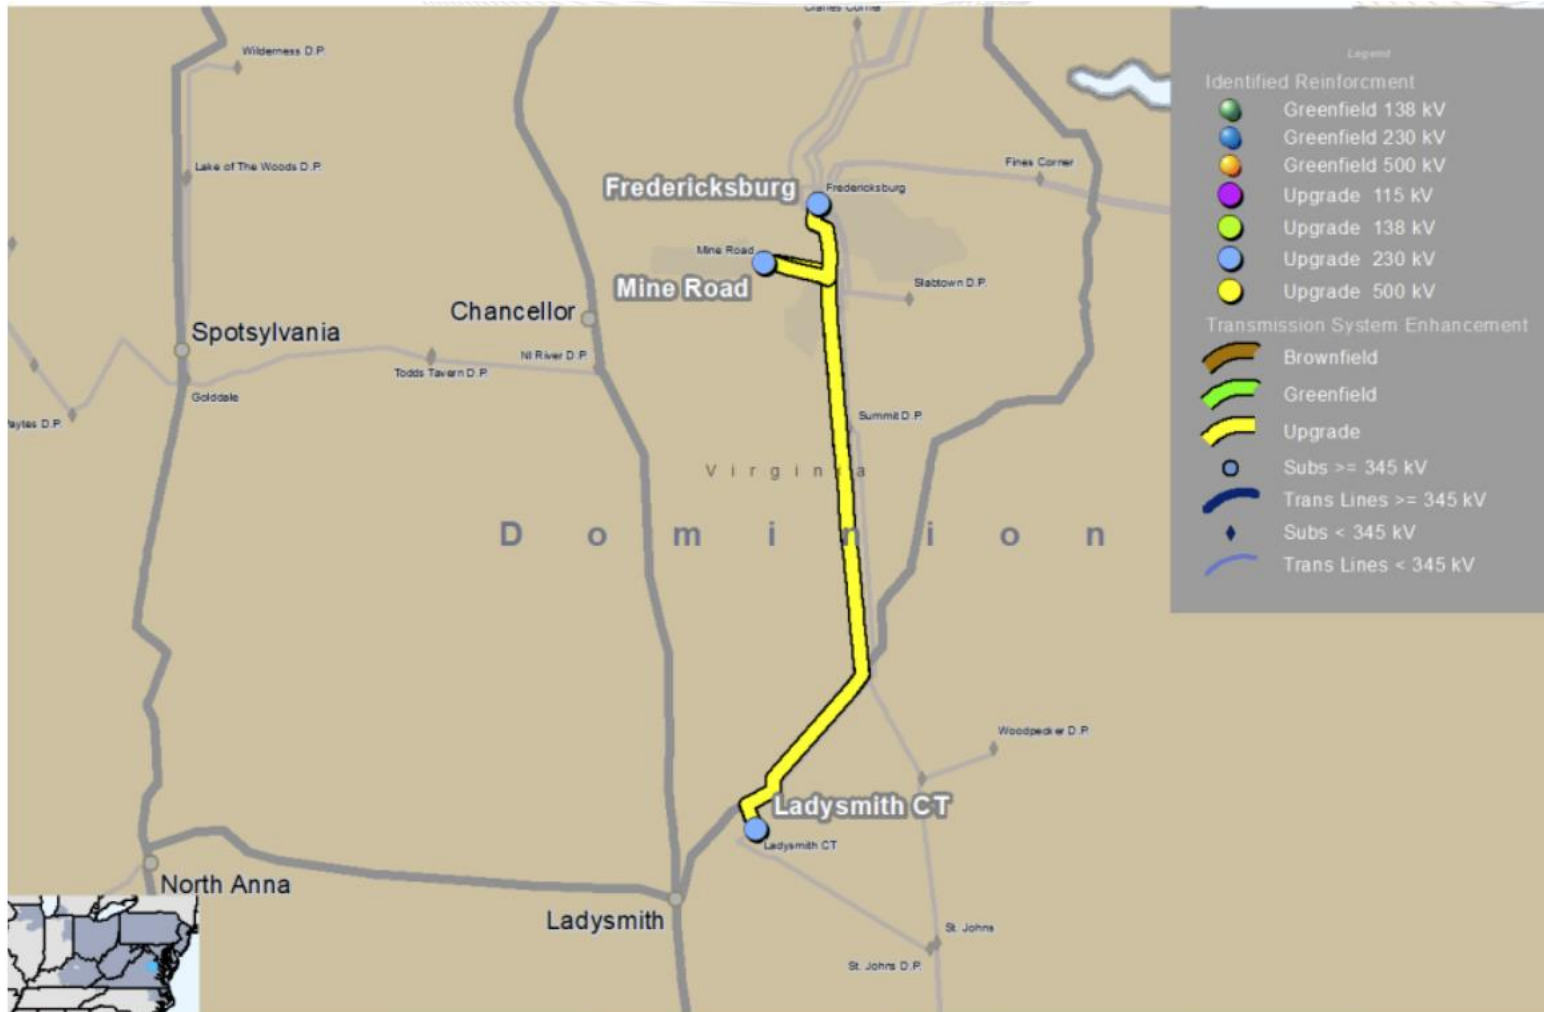 Wilderness D.P.
Lake of The Woods D.P.
Fredericksburg
Fredericksburg
Fines Corner
Mine Road
Mine Road
Slabtown D.P.
Chancellor
Spotsylvania
NI River D.P.
Todds Tavern D.P.
Golddale
Summit D.P.
Virginia
Dominion
Woodpecker D.P.
Ladysmith CT
Ladysmith CT
North Anna
Ladysmith
St. Johns
St. Johns D.P.
Legend
Identified Reinforcment
Greenfield 138 kV
Greenfield 230 kV
Greenfield 500 kV
Upgrade 115 kV
Upgrade 138 kV
Upgrade 230 kV
Upgrade 500 kV
Transmission System Enhancement
Brownfield
Greenfield
Upgrade
Subs >= 345 kV
Trans Lines >= 345 kV
Subs < 345 kV
Trans Lines < 345 kV